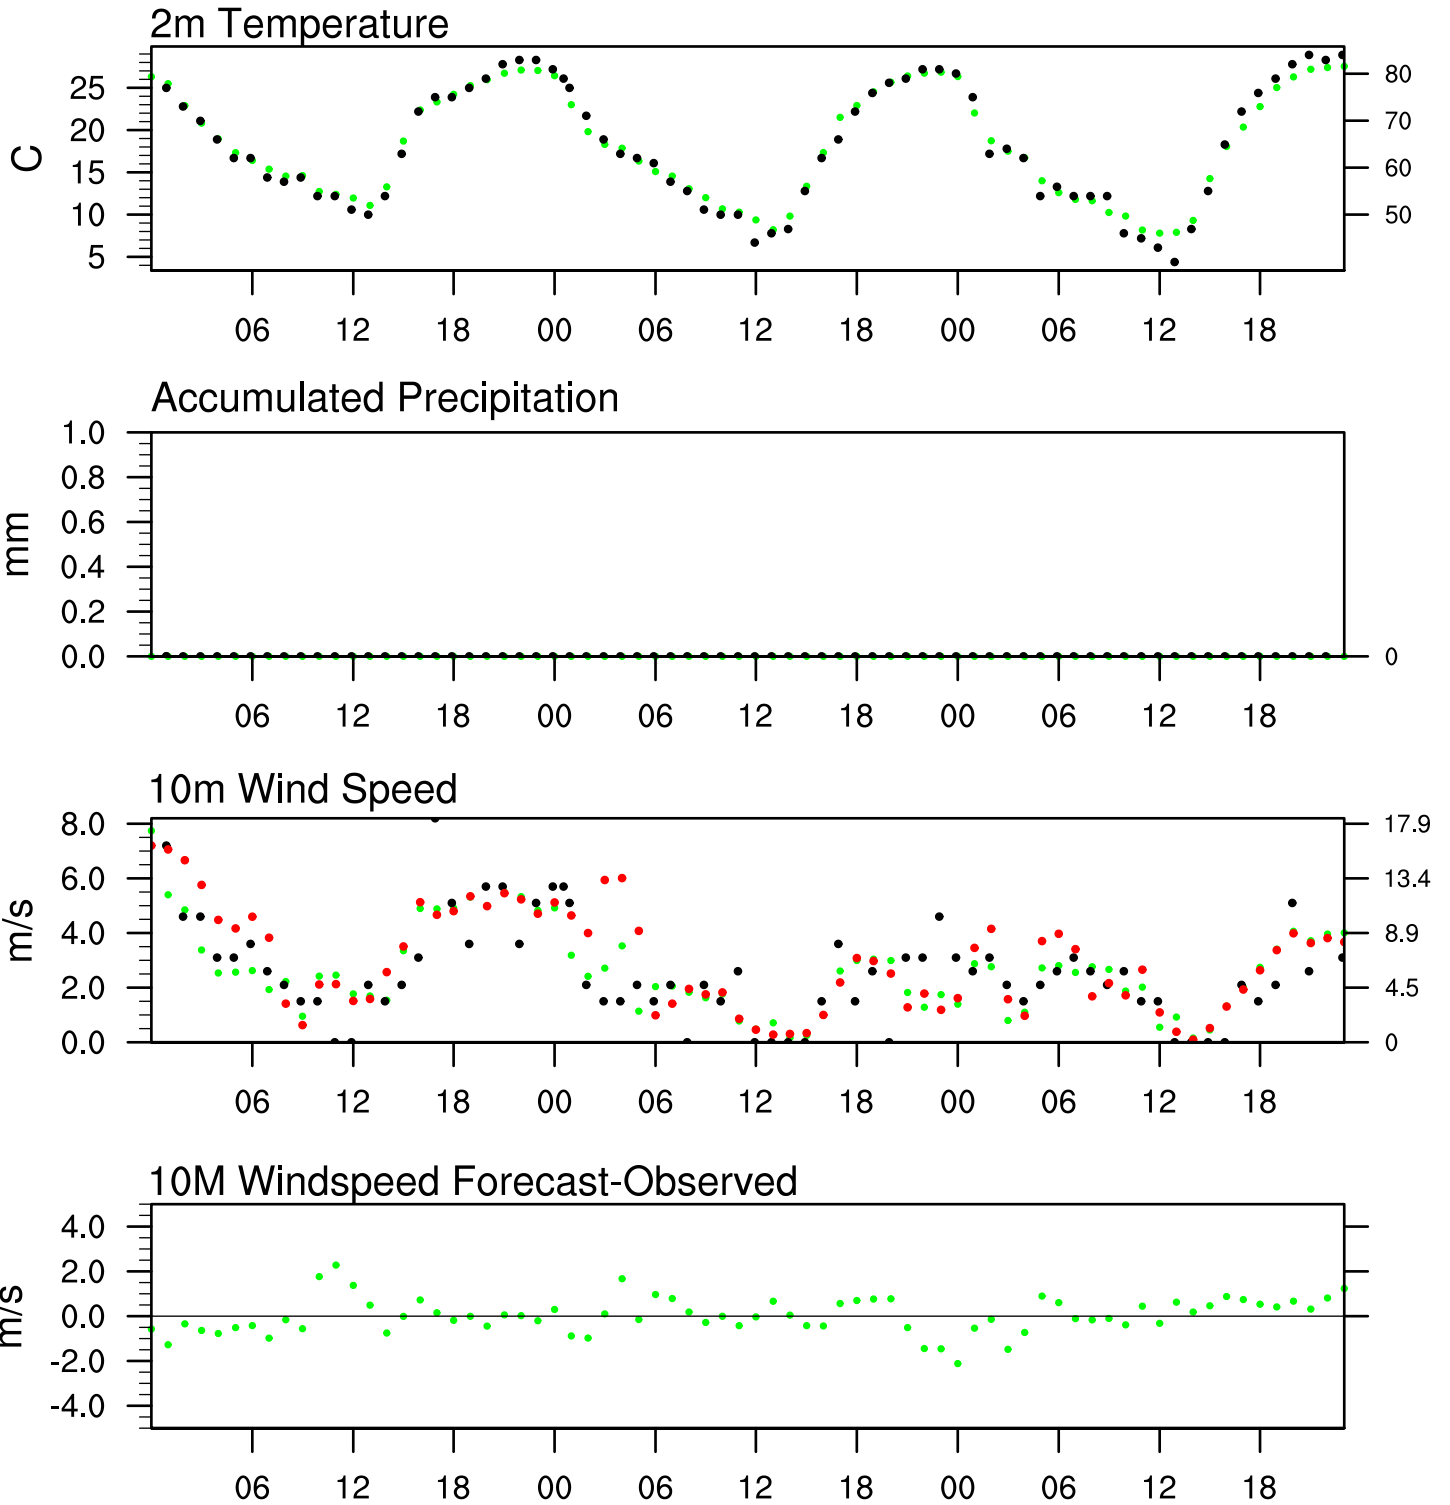 2m Temperature
C
25
20
15
10
5
80
70
60
50
06 12 18 00 06 12 18 00 06 12 18
Accumulated Precipitation
mm
1.0
0.8
0.6
0.4
0.2
0.0
0
06 12 18 00 06 12 18 00 06 12 18
10m Wind Speed
m/s
8.0
6.0
4.0
2.0
0.0
17.9
13.4
8.9
4.5
0
06 12 18 00 06 12 18 00 06 12 18
10M Windspeed Forecast-Observed
m/s
4.0
2.0
0.0
-2.0
-4.0
06 12 18 00 06 12 18 00 06 12 18